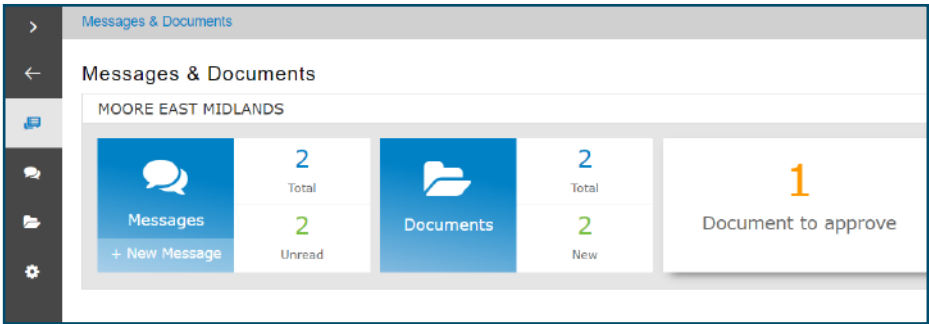 Messages & Documents
Messages & Documents
MOORE EAST MIDLANDS
Messages
+ New Message
2
Total
2
Unread
Documents
2
Total
2
New
1
Document to approve